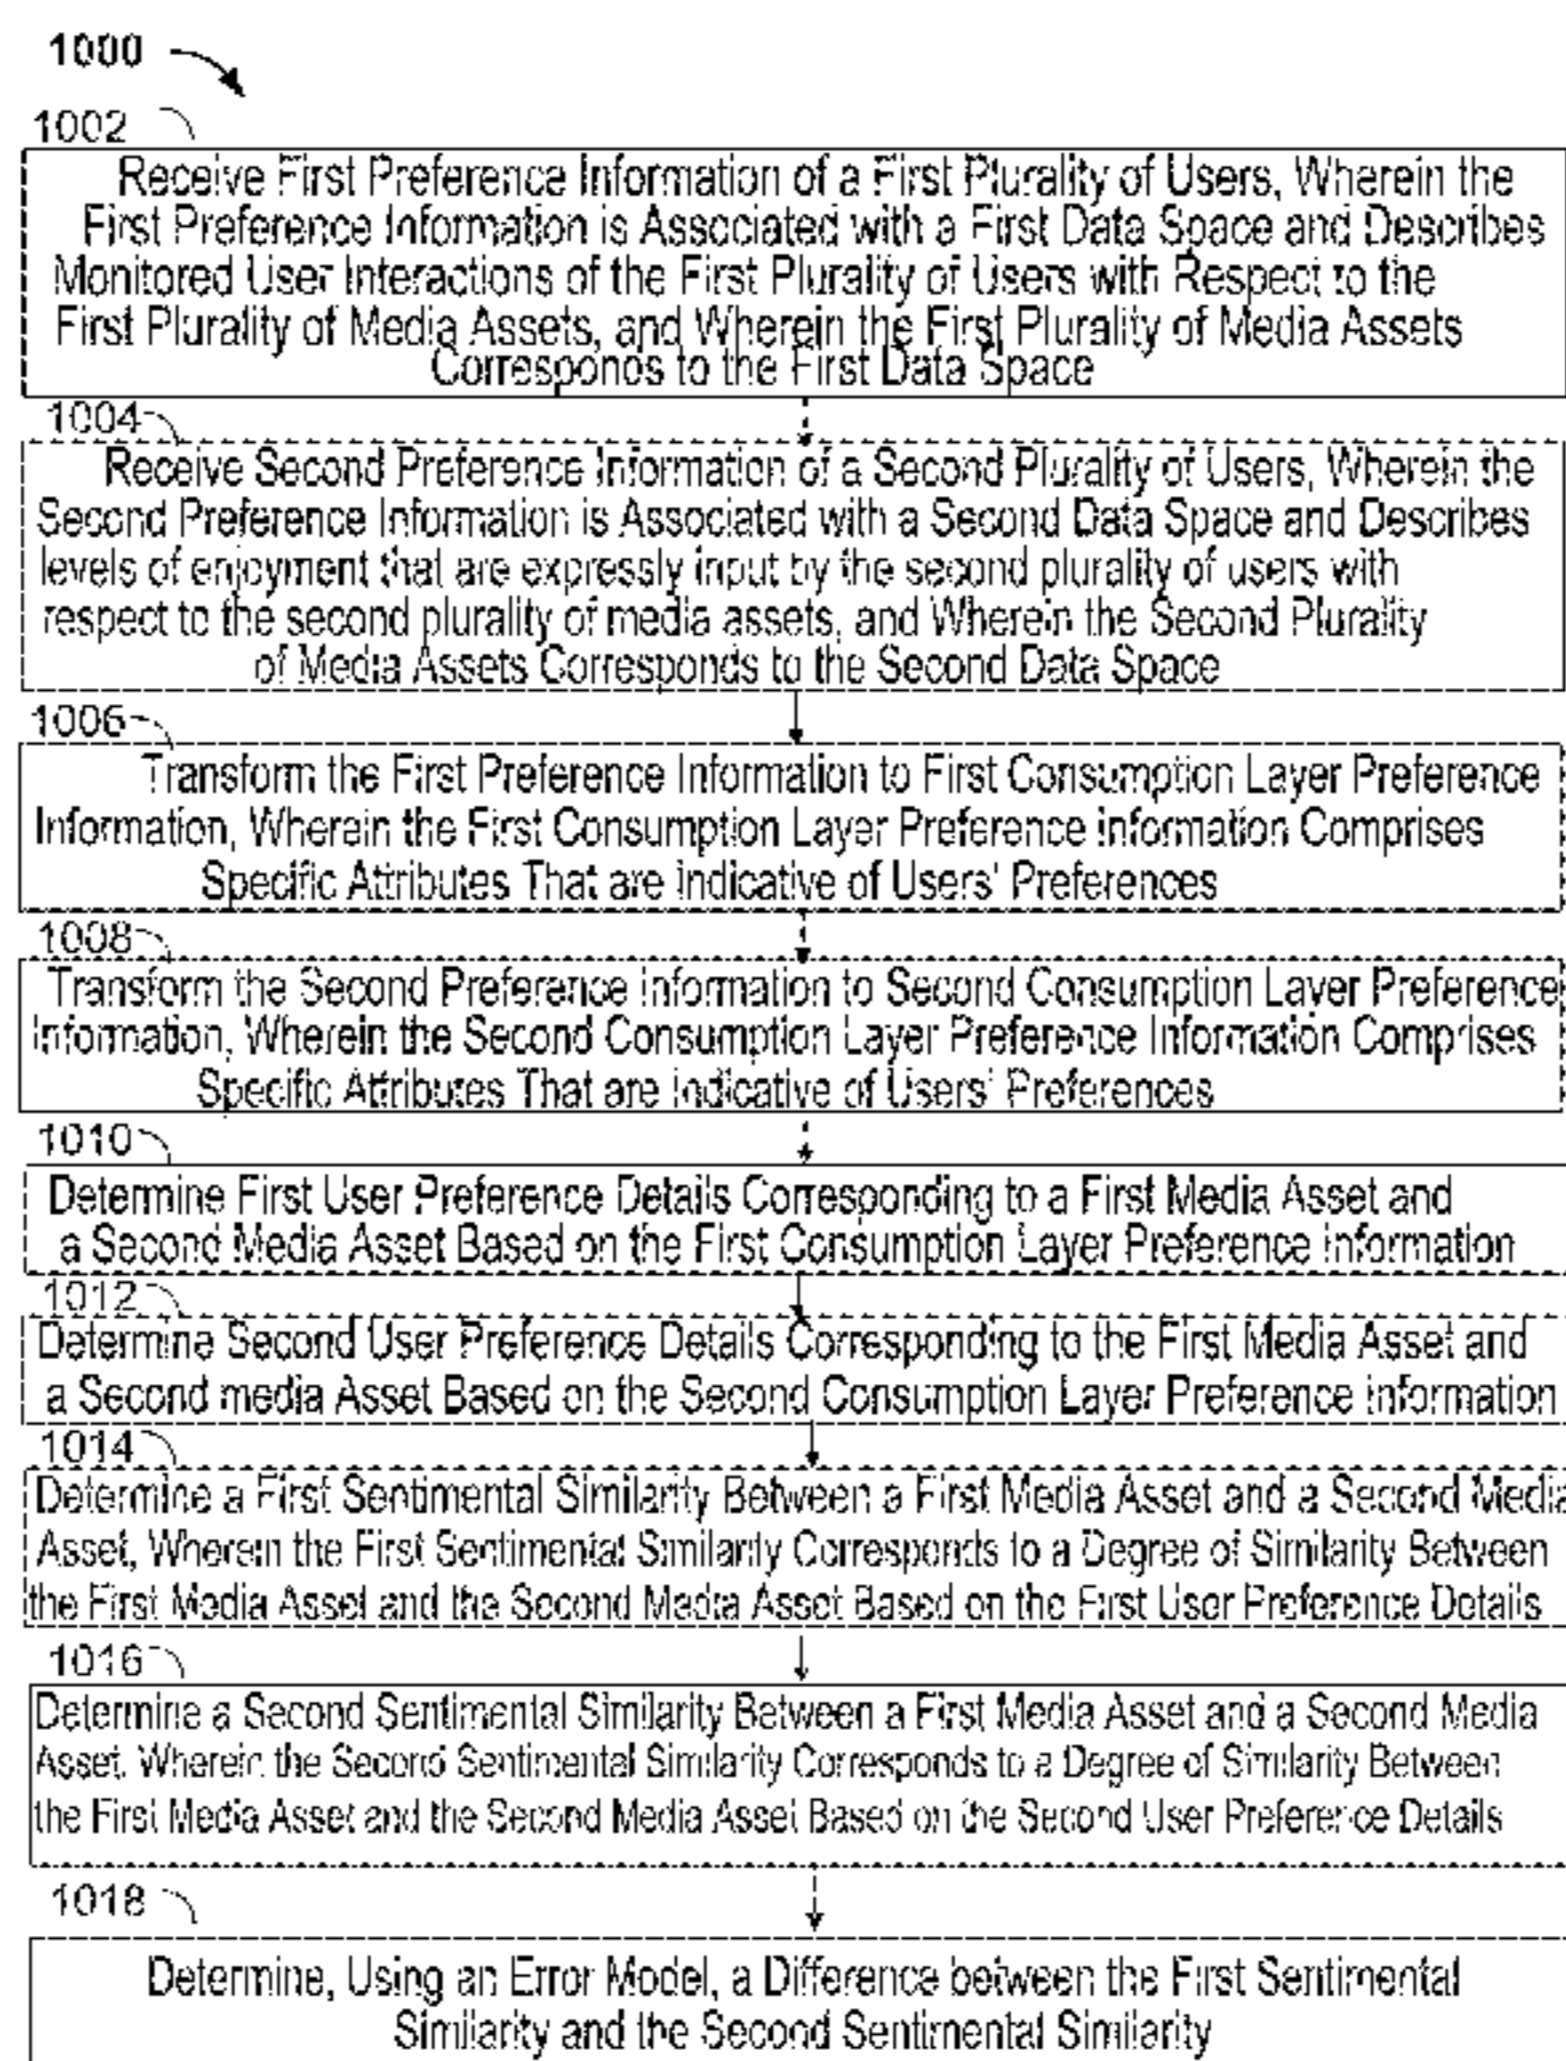 1000
1002
Receive First Preference Information of a First Plurality of Users, Wherein the
First Preference Information is Associated with a First Data Space and Describes
Monitored User Interactions of the First Plurality of Users with Respect to the
First Plurality of Media Assets, and Wherein the First Plurality of Media Assets
Corresponds to the First Data Space
1004
Receive Second Preference Information of a Second Plurality of Users, Wherein the
Second Preference Information is Associated with a Second Data Space and Describes
levels of enjoyment that are expressly input by the second plurality of users with
respect to the second plurality of media assets, and Wherein the Second Plurality
of Media Assets Corresponds to the Second Data Space
1006
Transform the First Preference Information to First Consumption Layer Preference
Information, Wherein the First Consumption Layer Preference information Comprises
Specific Attributes That are indicative of Users' Preferences
1008
Transform the Second Preference information to Second Consumption Layer Preference
Information, Wherein the Second Consumption Layer Preference Information Comprises
Specific Attributes That are indicative of Users' Preferences
1010
Determine First User Preference Details Corresponding to a First Media Asset and
a Second Media Asset Based on the First Consumption Layer Preference information
1012
Determine Second User Preference Details Corresponding to the First Media Asset and
a Second media Asset Based on the Second Consumption Layer Preference information
1014
Determine a First Sentimental Similarity Between a First Media Asset and a Second Media
Asset, Wherein the First Sentimental Similarity Corresponds to a Degree of Similarity Between
the First Media Asset and the Second Media Asset Based on the First User Preference Details
1016
Determine a Second Sentimental Similarity Between a First Media Asset and a Second Media
Asset. Wherein the Second Sentimental Similarity Corresponds to a Degree of Similarity Between
the First Media Asset and the Second Media Asset Based on the Second User Preference Details
1018
Determine, Using an Error Model, a Difference between the First Sentimental
Similarity and the Second Sentimental Similarity